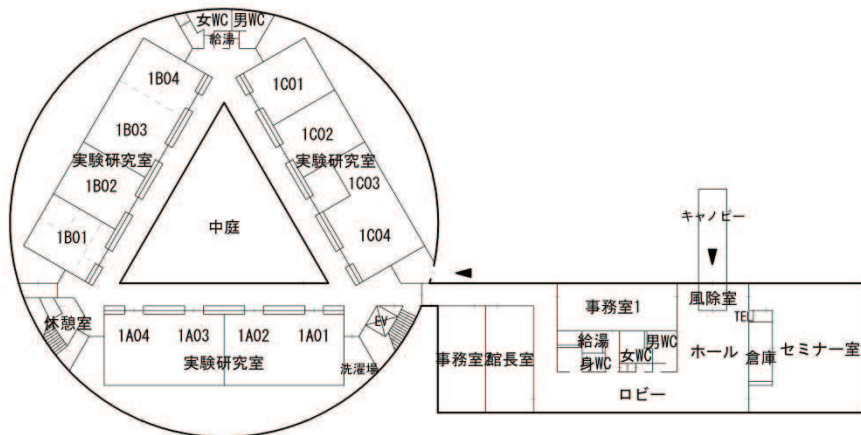 女WC 男WC
給湯
1B04
1B03
実験研究室
1B02
1B01
1C01
1C02
実験研究室
1C03
1C04
中庭
休憩室
1A04 1A03 1A02 1A01
実験研究室
EV
洗濯場
キャノピー
風除室
事務室1
TEL
給湯
身WC
女WC
男WC
事務室2
館長室
ホール
倉庫
セミナー室
ロビー